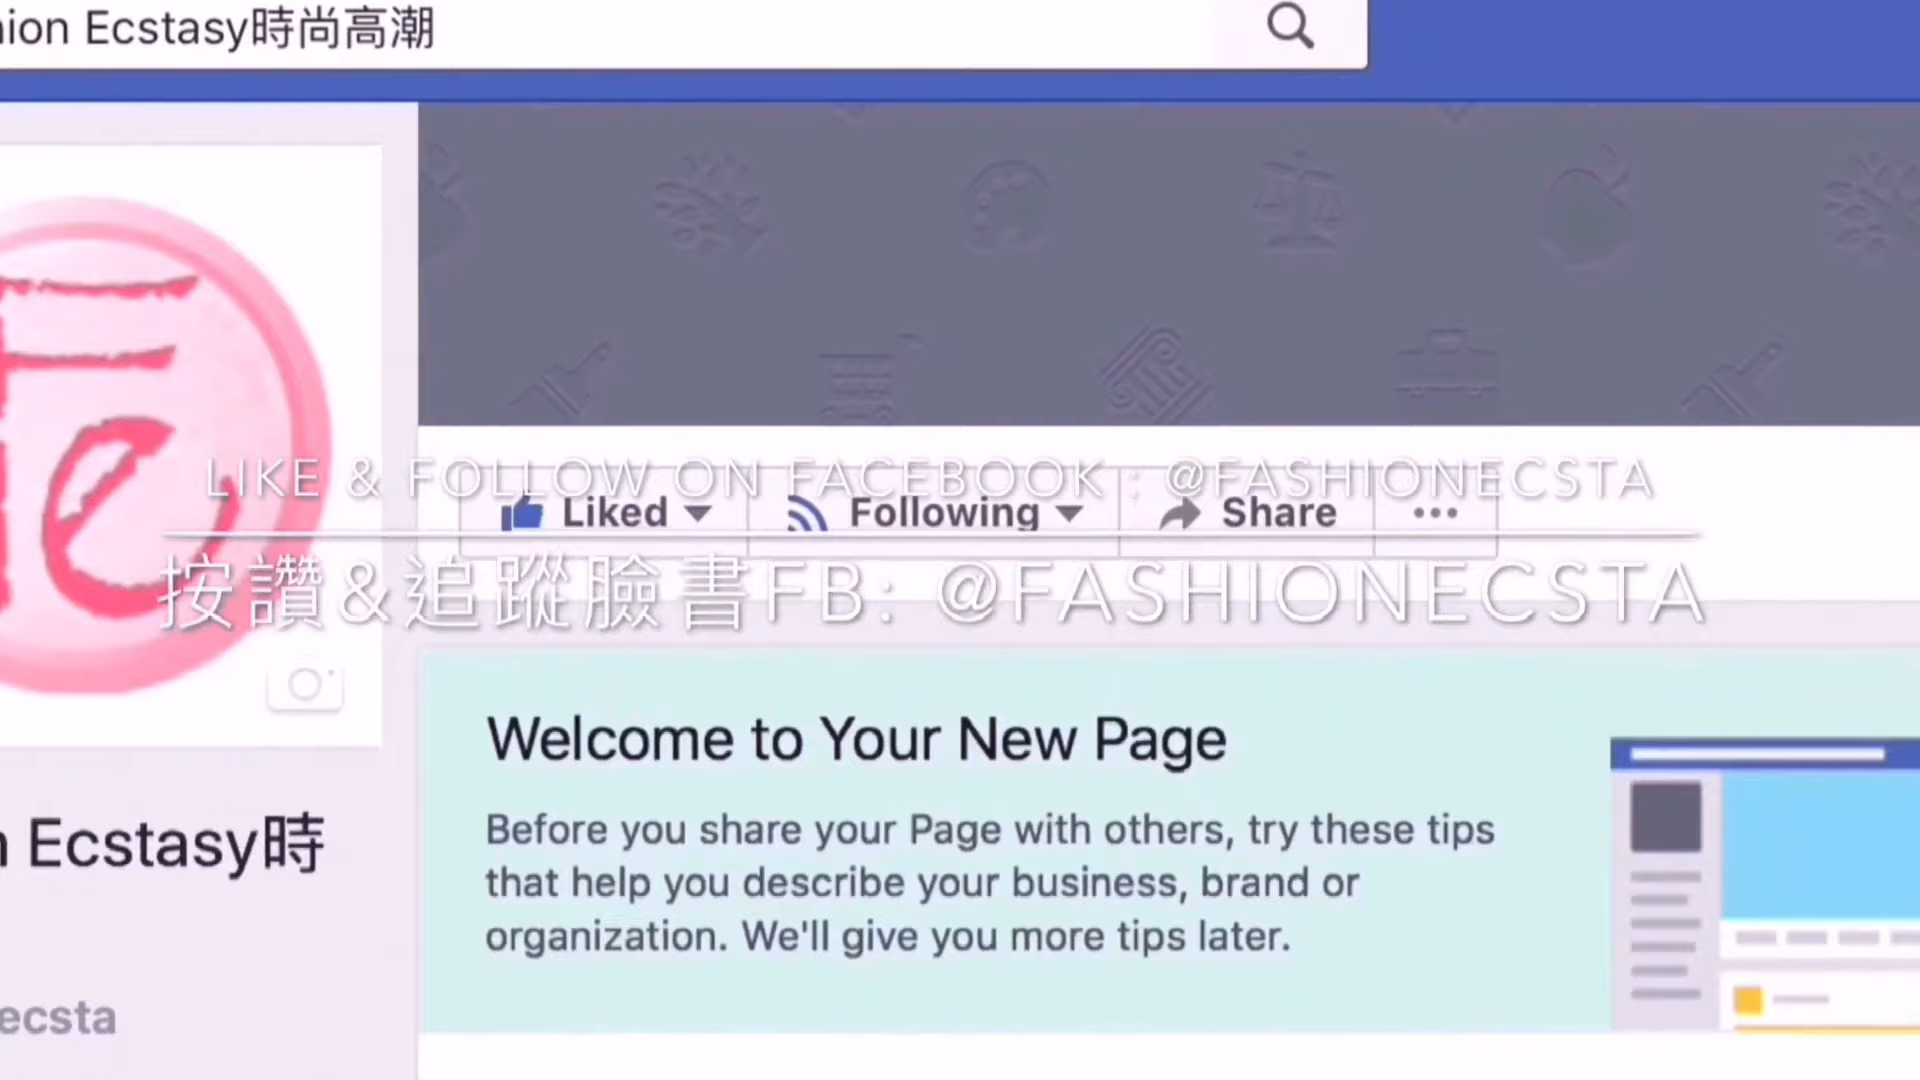 ion Ecstasy時尚高潮
LIKE & FOLLOW ON FACEBOOK : @FASHIONECSTA
Liked Following Share
按讚&追蹤臉書FB: @FASHIONECSTA
Welcome to Your New Page
Before you share your Page with others, try these tips
that help you describe your business, brand or
organization. We'll give you more tips later.
n Ecstasy時
ecsta